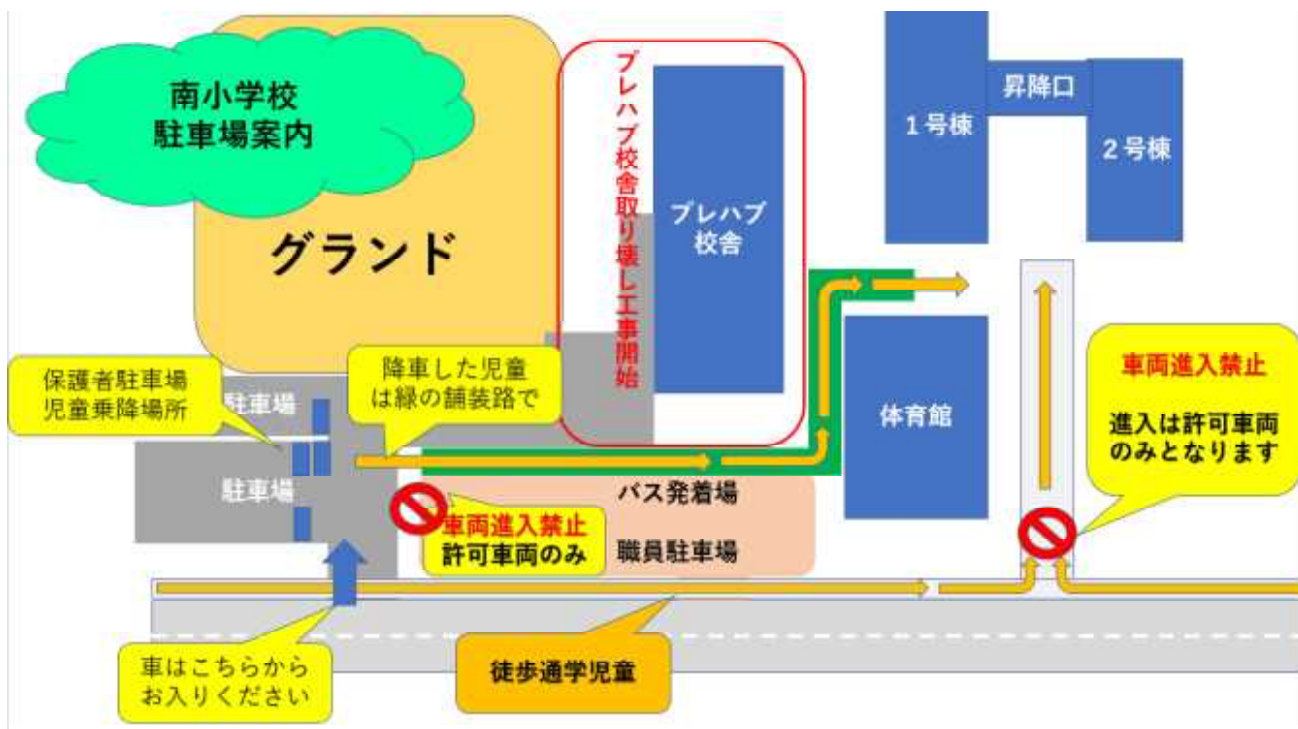 南小学校
駐車場案内
グランド
プレハブ校舎取り壊し工事開始
プレハブ
校舎
1号棟
昇降口
2号棟
保護者駐車場
児童乗降場所
駐車場
降車した児童
は緑の舗装路で
駐車場
体育館
車両進入禁止
進入は許可車両
のみとなります
バス発着場
車両進入禁止
許可車両のみ
職員駐車場
車はこちらから
お入りください
徒歩通学児童